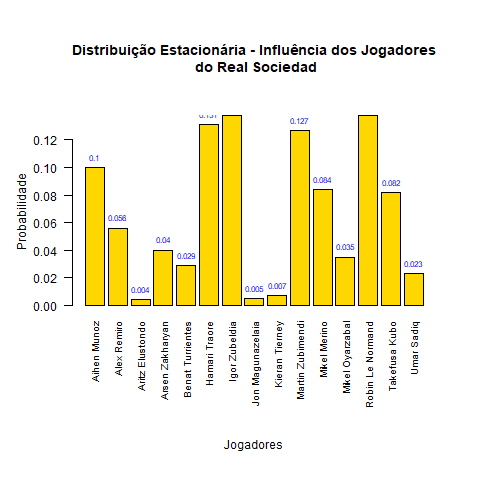 Distribuição Estacionária - Influência dos Jogadores
do Real Sociedad
Probabilidade
0.12
0.10
0.08
0.06
0.04
0.02
0.00
0.1
0.056
0.004
0.04
0.029
0.131
0.005
0.007
0.127
0.084
0.035
0.082
0.023
Aihen Munoz
Alex Remiro
Aritz Elustondo
Arsen Zakharyan
Benat Turrientes
Hamari Traore
Igor Zubeldia
Jon Magunazelaia
Kieran Tierney
Martin Zubimendi
Mikel Merino
Mikel Oyarzabal
Robin Le Normand
Takefusa Kubo
Umar Sadiq
Jogadores